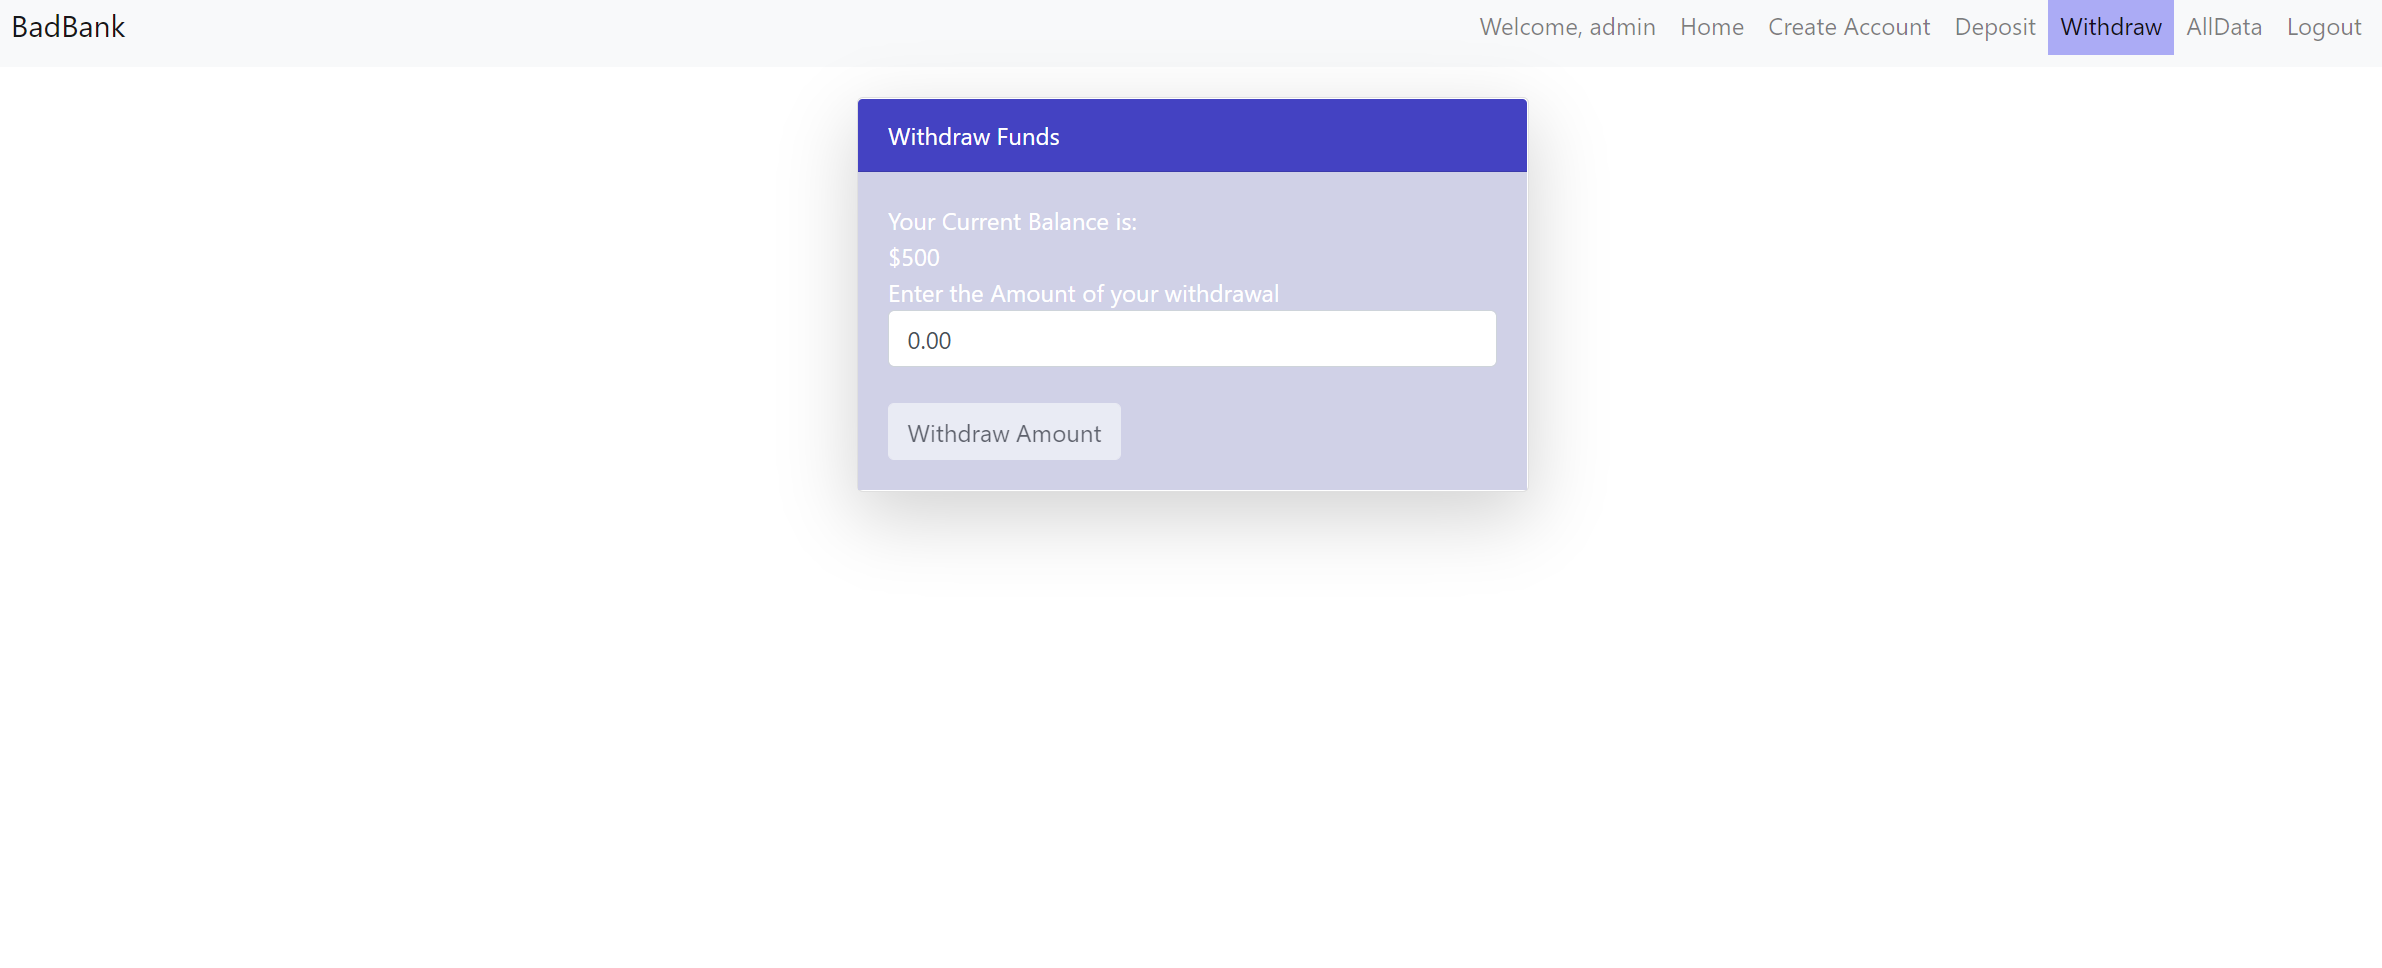 BadBank Welcome, admin Home Create Account Deposit Withdraw AllData Logout
Withdraw Funds
Your Current Balance is:
$500
Enter the Amount of your withdrawal
0.00
Withdraw Amount